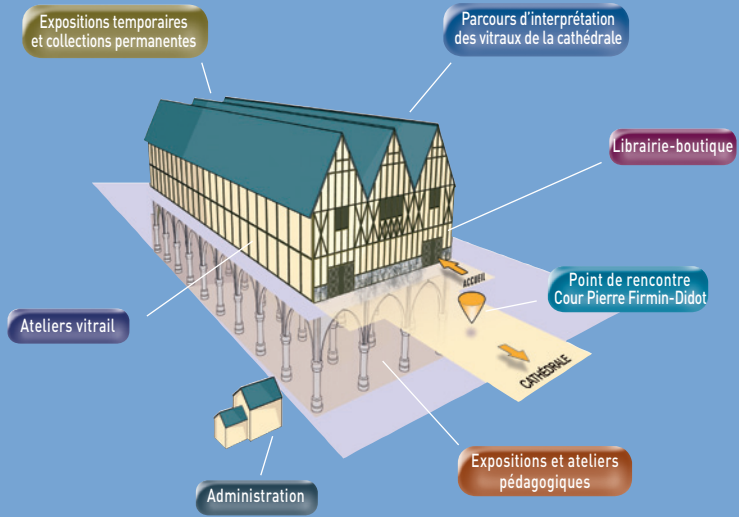 Expositions temporaires
et collections permanentes
Parcours d'interprétation
des vitraux de la cathédrale
Librairie-boutique
ACCUEIL
Point de rencontre
Cour Pierre Firmin-Didot
Ateliers vitrail
CATHÉDRALE
Expositions et ateliers
pédagogiques
Administration